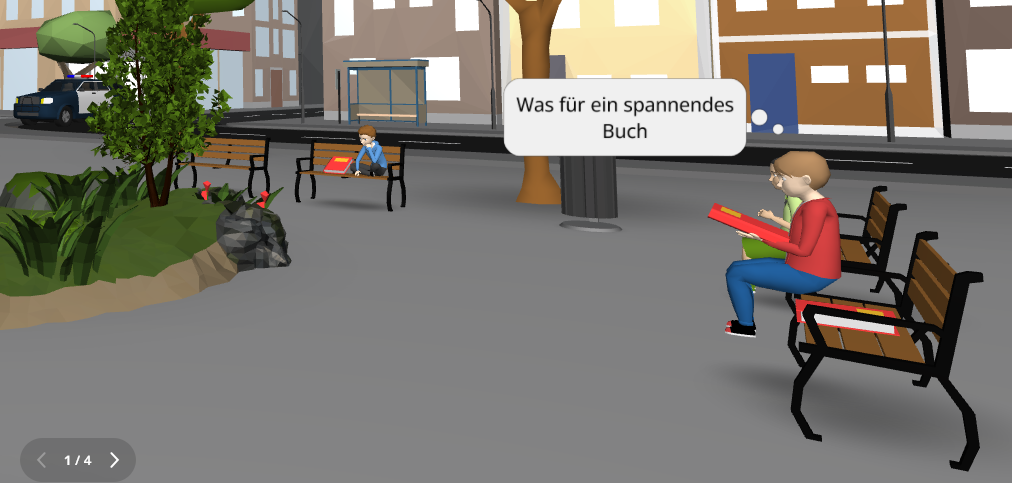 Was für ein spannendes
Buch
1 / 4